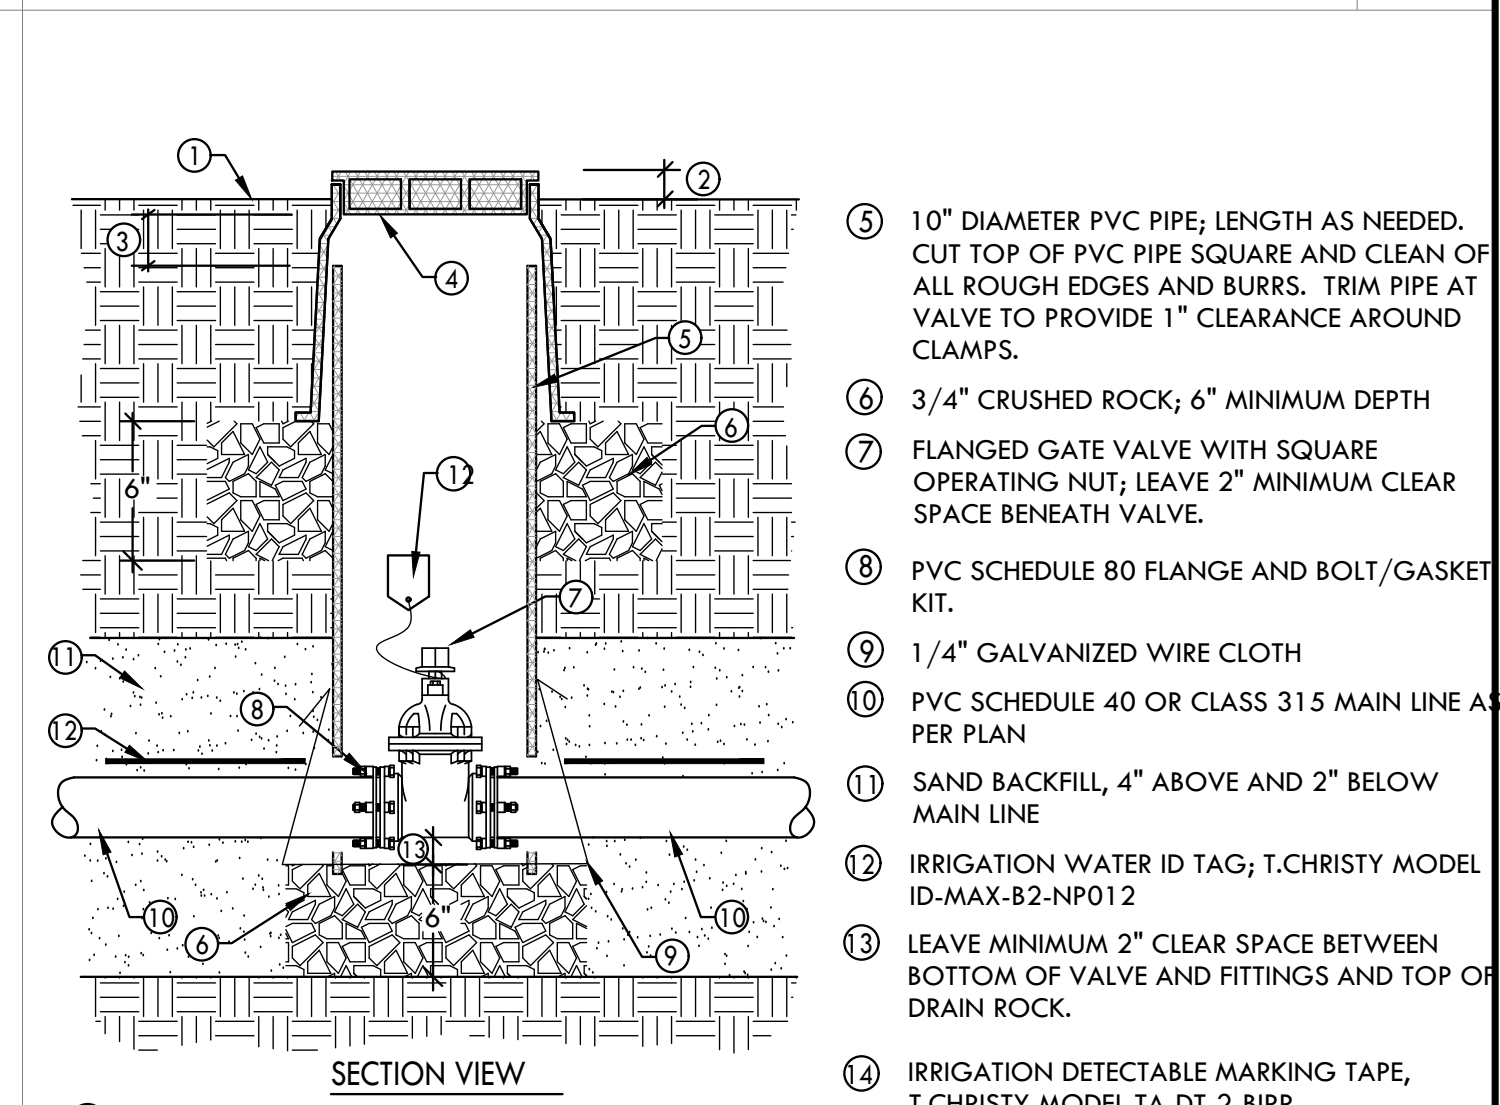 1
2
3
4
5
6
6"
12
7
11
8
12
13
10
6"
10
6
9
SECTION VIEW
5 10" DIAMETER PVC PIPE; LENGTH AS NEEDED.
CUT TOP OF PVC PIPE SQUARE AND CLEAN OF
ALL ROUGH EDGES AND BURRS. TRIM PIPE AT
VALVE TO PROVIDE 1" CLEARANCE AROUND
CLAMPS.
6 3/4" CRUSHED ROCK; 6" MINIMUM DEPTH
7 FLANGED GATE VALVE WITH SQUARE
OPERATING NUT; LEAVE 2" MINIMUM CLEAR
SPACE BENEATH VALVE.
8 PVC SCHEDULE 80 FLANGE AND BOLT/GASKET
KIT.
9 1/4" GALVANIZED WIRE CLOTH
10 PVC SCHEDULE 40 OR CLASS 315 MAIN LINE AS
PER PLAN
11 SAND BACKFILL, 4" ABOVE AND 2" BELOW
MAIN LINE
12 IRRIGATION WATER ID TAG; T.CHRISTY MODEL
ID-MAX-B2-NP012
13 LEAVE MINIMUM 2" CLEAR SPACE BETWEEN
BOTTOM OF VALVE AND FITTINGS AND TOP OF
DRAIN ROCK.
14 IRRIGATION DETECTABLE MARKING TAPE,
T.CHRISTY MODEL TA-DT-2-BIRR